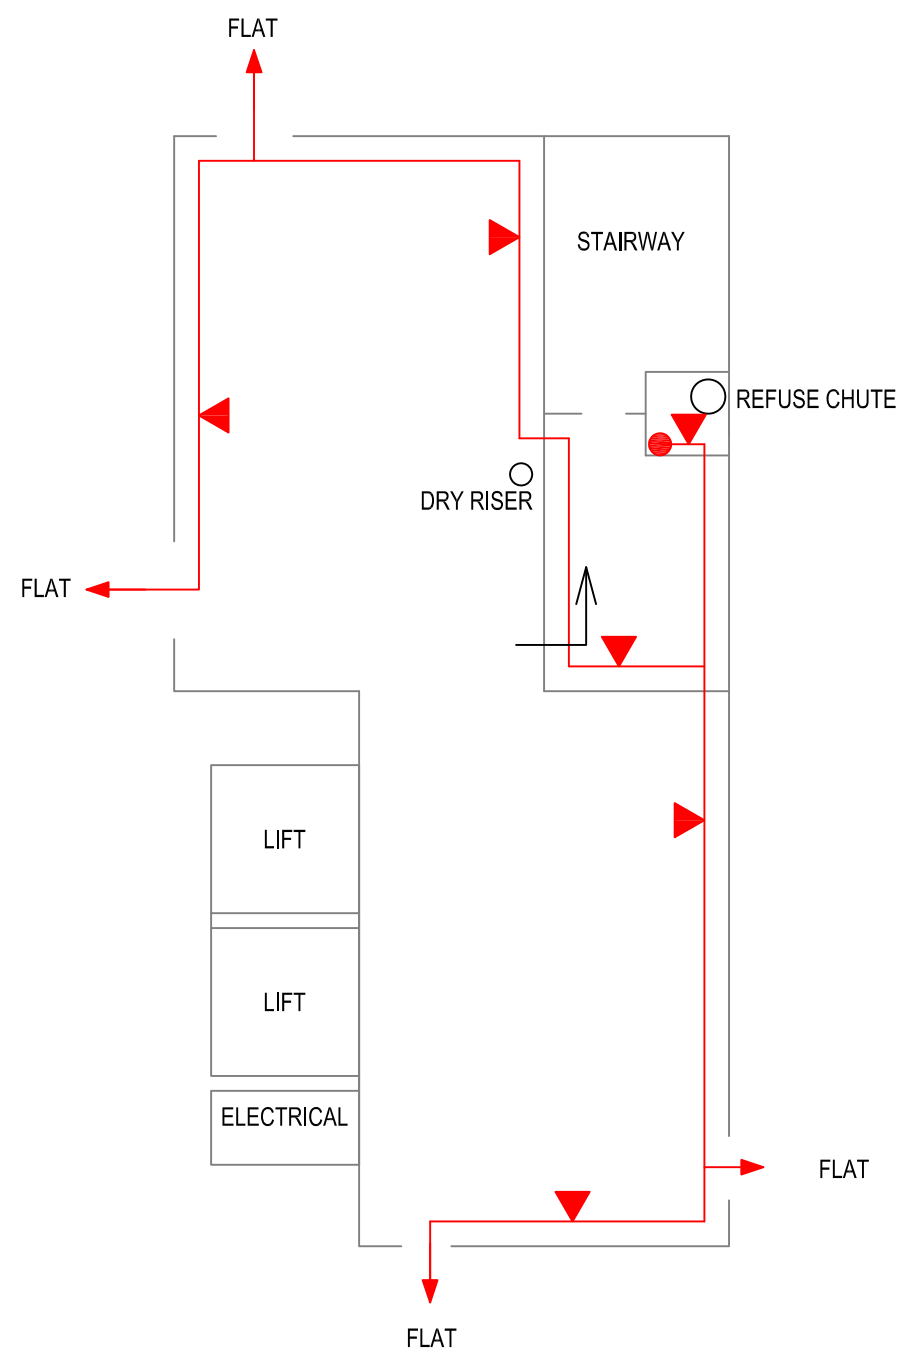 FLAT
STAIRWAY
REFUSE CHUTE
DRY RISER
FLAT
LIFT
LIFT
ELECTRICAL
FLAT
FLAT